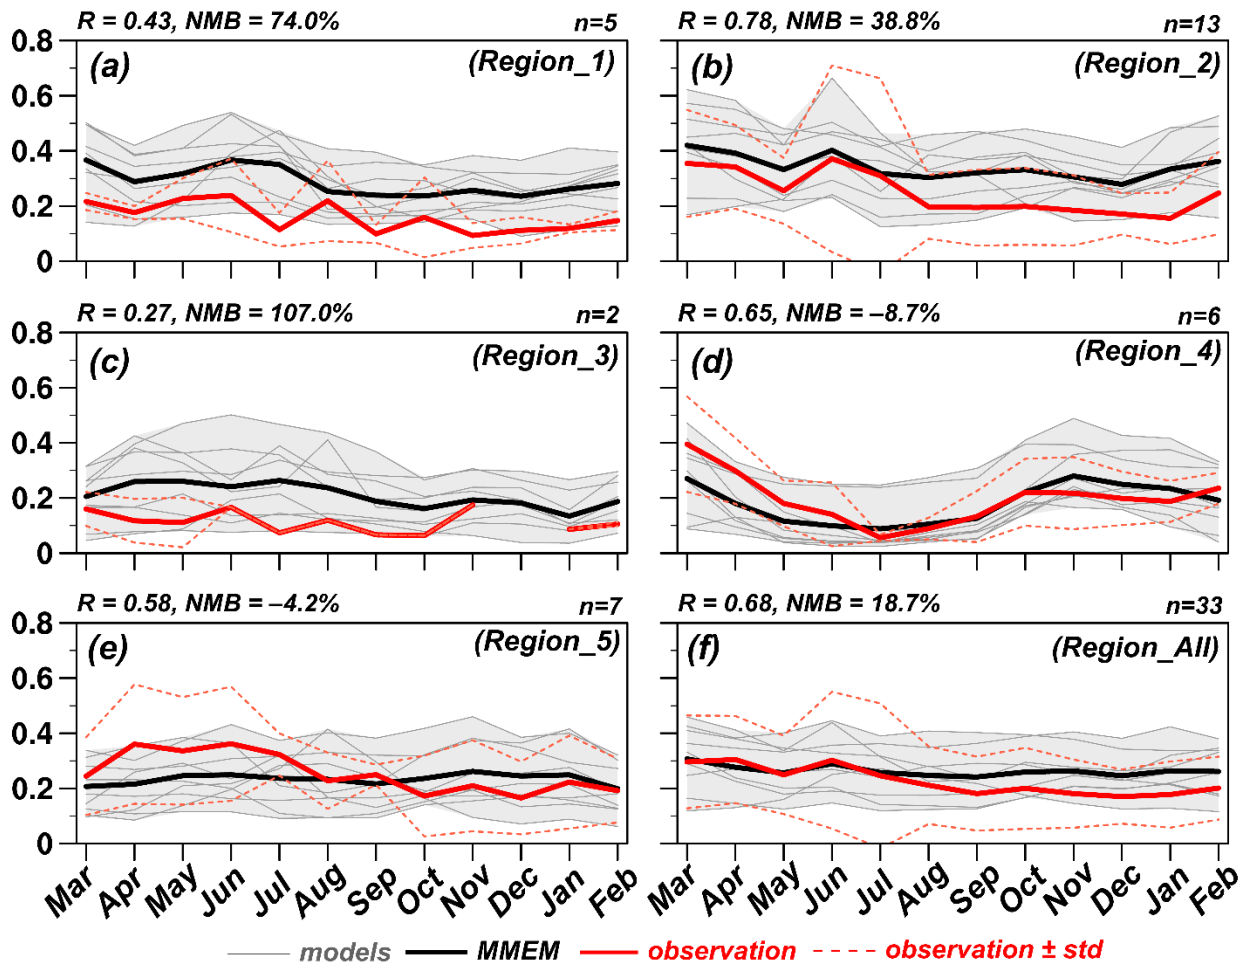 R = 0.43, NMB = 74.0% n=5 R = 0.78, NMB = 38.8% n=13
0.8
0.6
0.4
0.2
0
(a) (Region_1) (b) (Region_2)
R = 0.27, NMB = 107.0% n=2 R = 0.65, NMB = –8.7% n=6
0.8
0.6
0.4
0.2
0
(c) (Region_3) (d) (Region_4)
R = 0.58, NMB = –4.2% n=7 R = 0.68, NMB = 18.7% n=33
0.8
0.6
0.4
0.2
0
(e) (Region_5) (f) (Region_All)
Mar Apr May Jun Jul Aug Sep Oct Nov Dec Jan Feb Mar Apr May Jun Jul Aug Sep Oct Nov Dec Jan Feb
models MMEM observation observation ± std